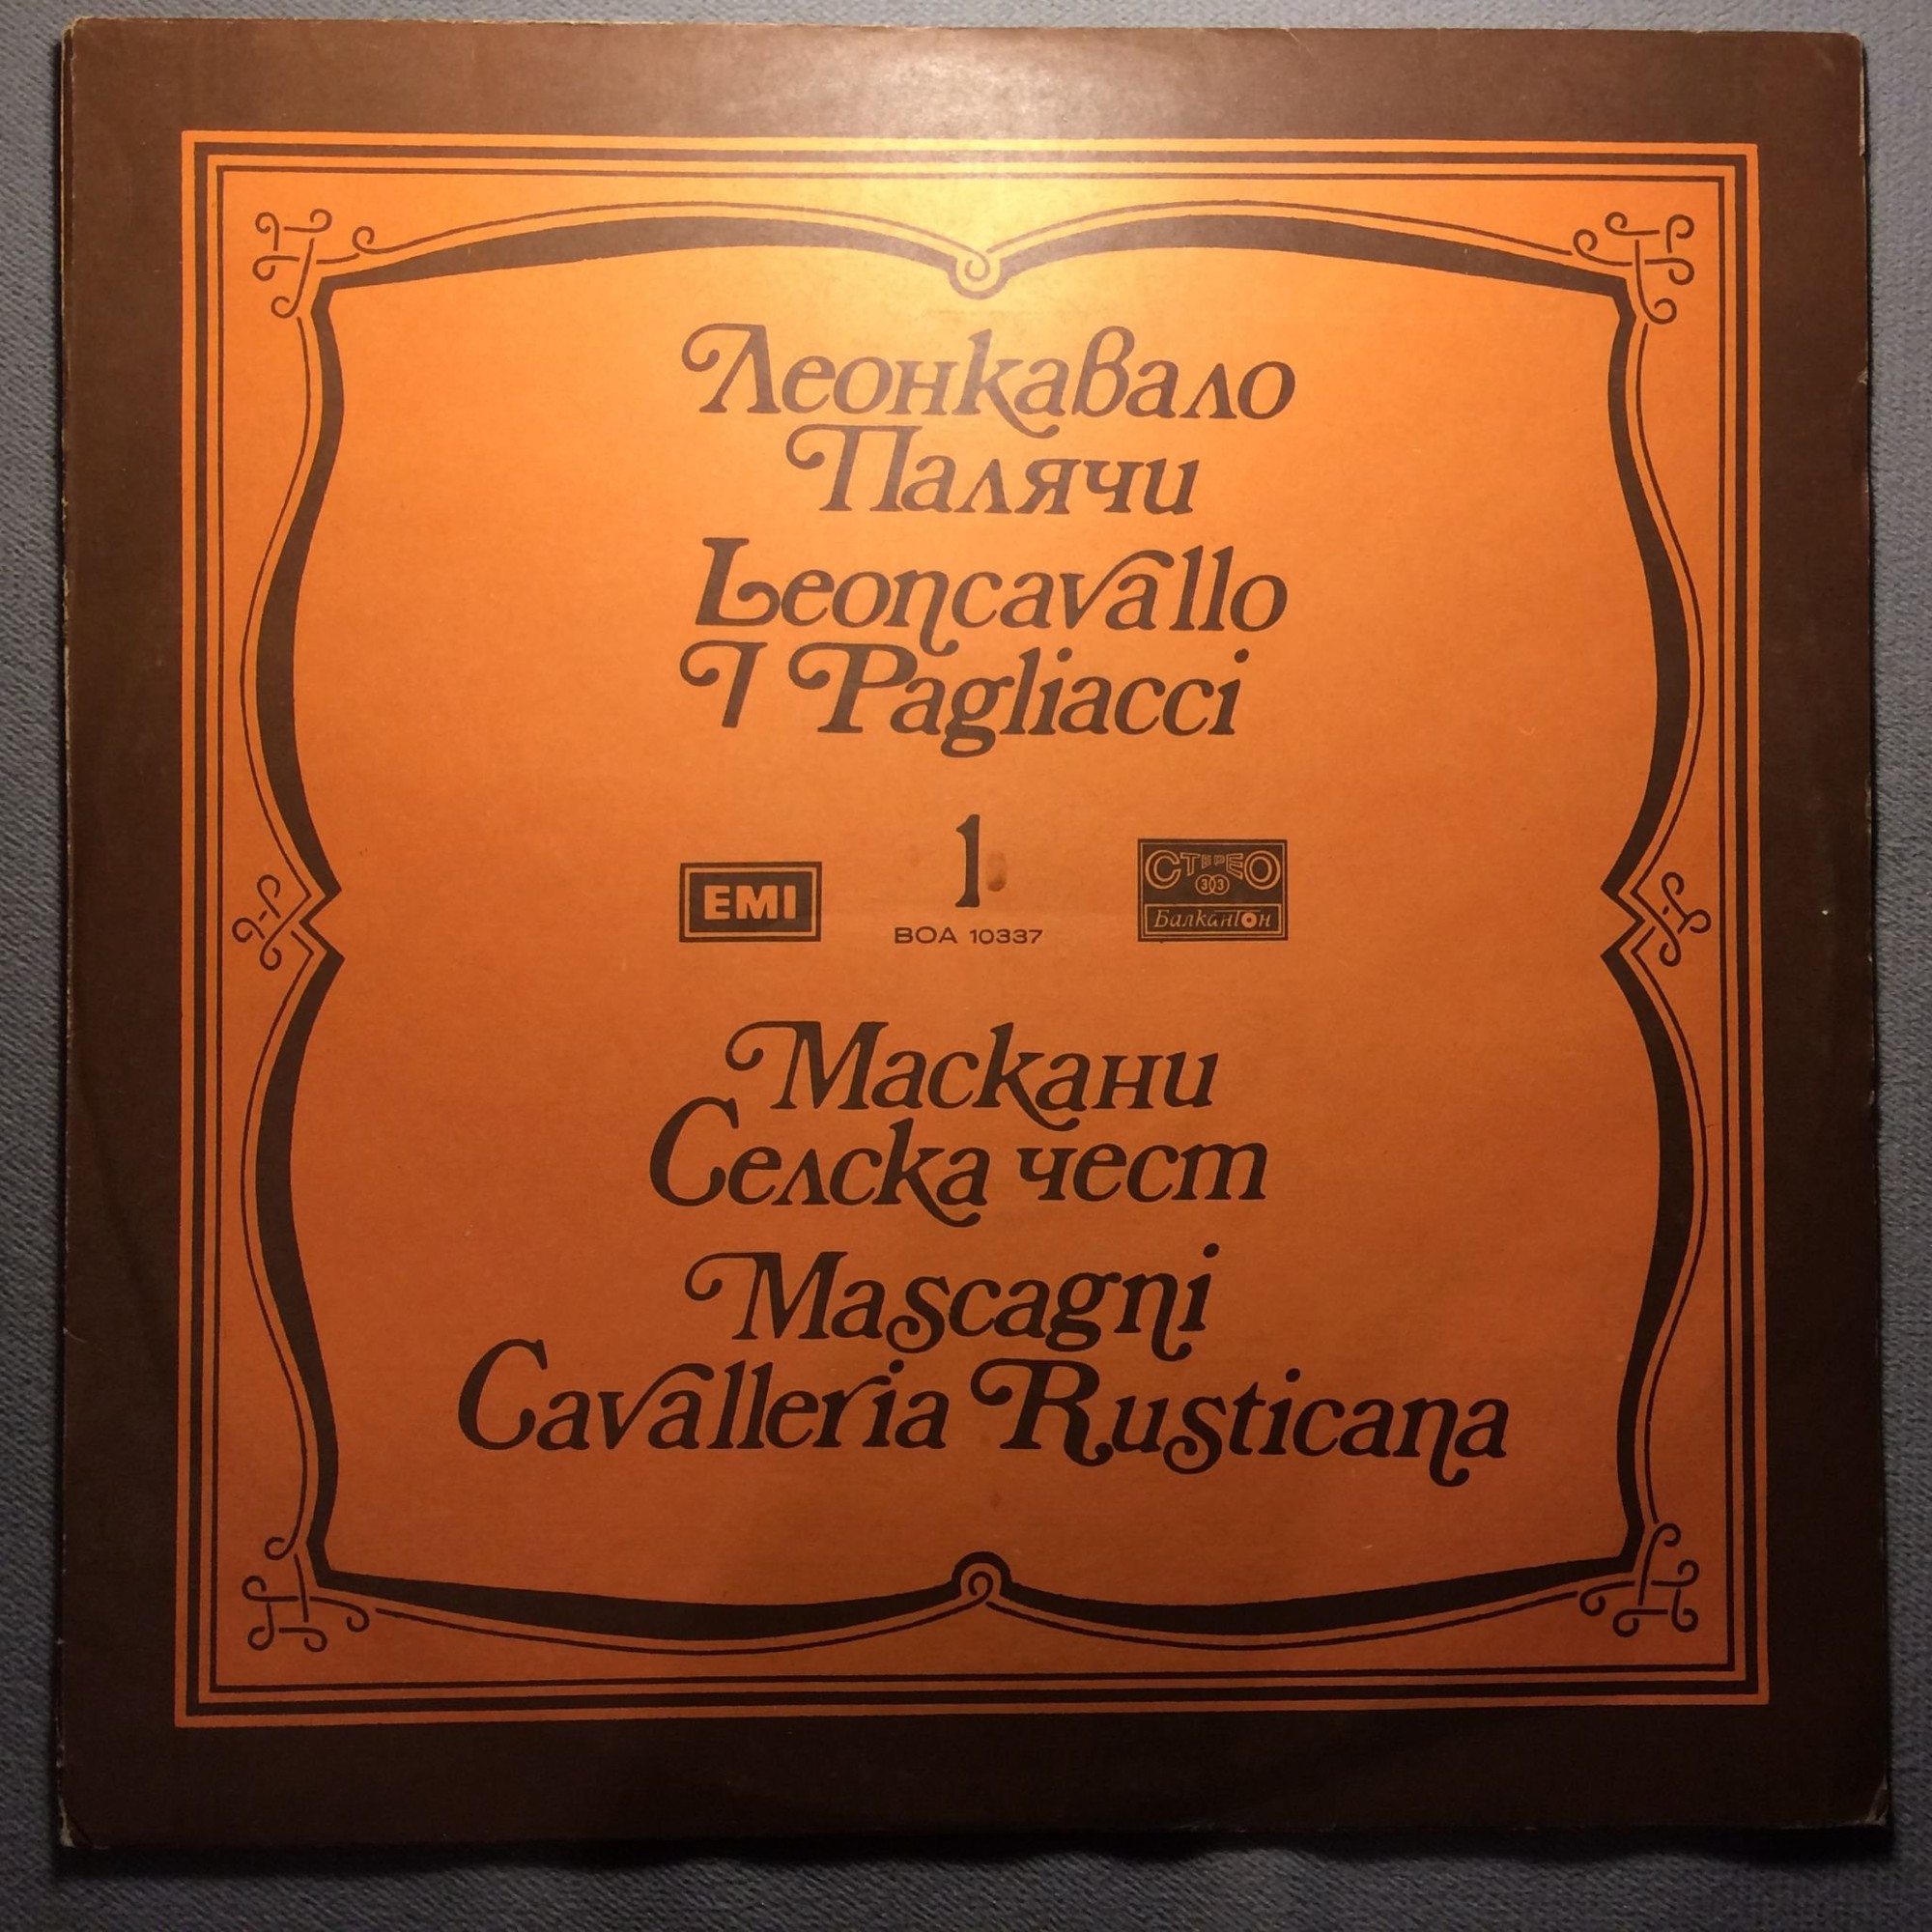 Леонкавало
Палячи
Leoncavallo
I Pagliacci
1
EMI
ВОА 10337
СТЕРЕО
33
Балкантон
Маскани
Селска чест
Mascagni
Cavalleria Rusticana